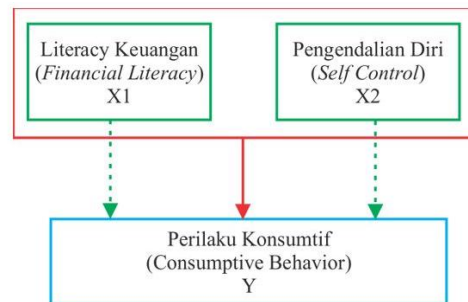 Literacy Keuangan
(Financial Literacy)
X1
Pengendalian Diri
(Self Control)
X2
Perilaku Konsumtif
(Consumptive Behavior)
Y